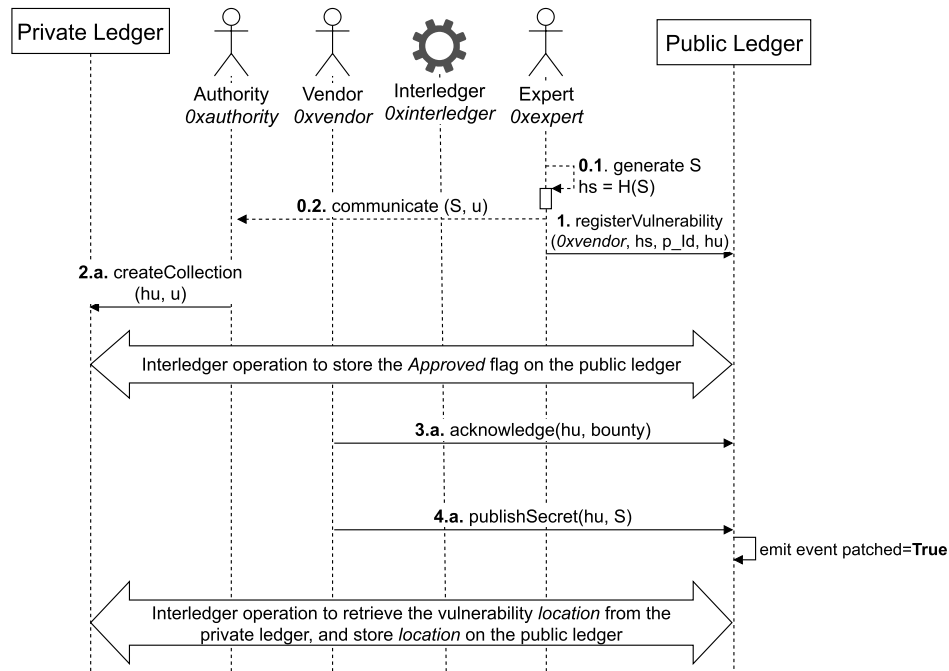 Private Ledger
Public Ledger
Authority
0xauthority
Vendor
0xvendor
Interledger
0xinterledger
Expert
0xexpert
0.1. generate S
hs = H(S)
0.2. communicate (S, u)
1. registerVulnerability
(0xvendor, hs, p_Id, hu)
2.a. createCollection
(hu, u)
Interledger operation to store the Approved flag on the public ledger
3.a. acknowledge(hu, bounty)
4.a. publishSecret(hu, S)
emit event patched=True
Interledger operation to retrieve the vulnerability location from the
private ledger, and store location on the public ledger